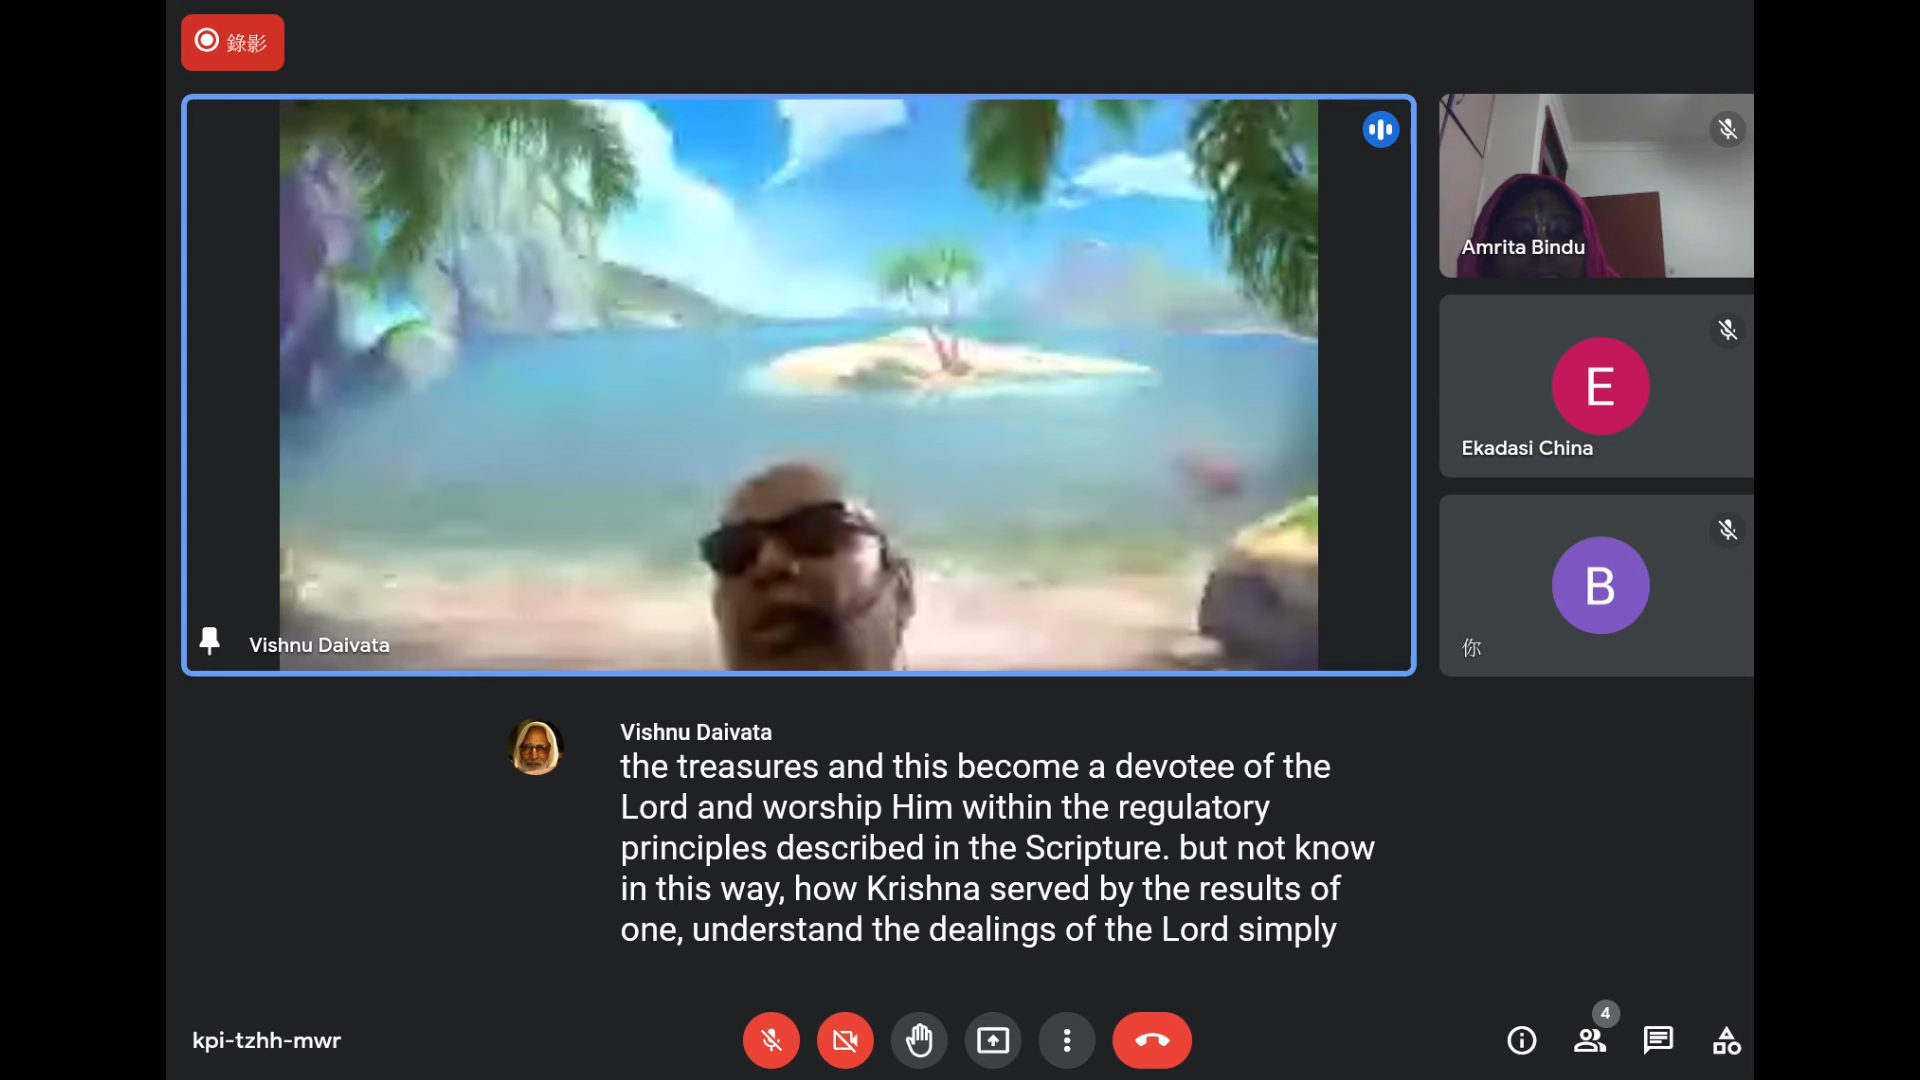 錄影
Amrita Bindu
E
Ekadasi China
B
你
Vishnu Daivata
Vishnu Daivata
the treasures and this become a devotee of the
Lord and worship Him within the regulatory
principles described in the Scripture. but not know
in this way, how Krishna served by the results of
one, understand the dealings of the Lord simply
kpi-tzhh-mwr
4